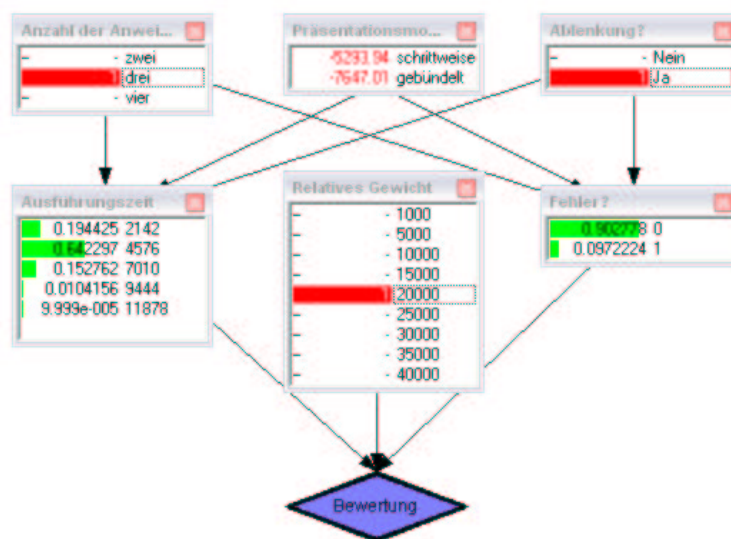 Anzahl der Anwei...
- zwei
1 drei
- vier
Präsentationsmo...
-5293.94 schrittweise
-7647.01 gebündelt
Ablenkung?
- Nein
1 Ja
Ausführungszeit
0.194425 2142
0.642297 4576
0.152762 7010
0.0104156 9444
9.999e-005 11878
Relatives Gewicht
- 1000
- 5000
- 10000
- 15000
1 20000
- 25000
- 30000
- 35000
- 40000
Fehler?
0.902778 0
0.0972224 1
Bewertung